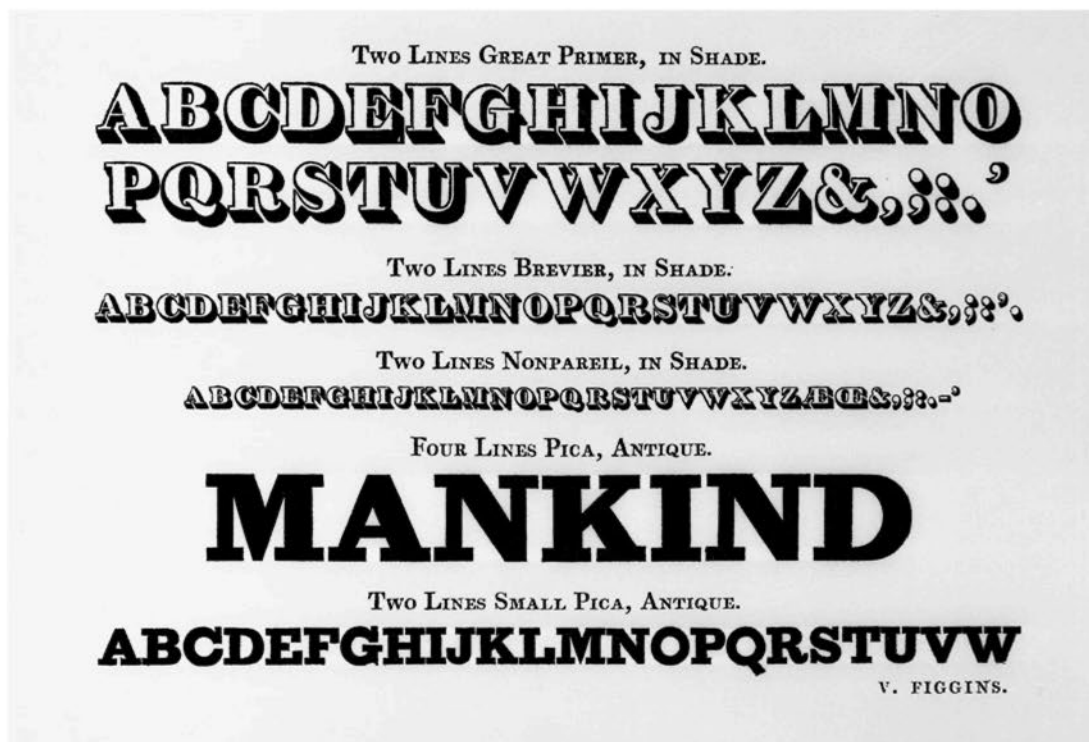 Two Lines Great Primer, in Shade.
ABCDEFGHIJKLMNO
PQRSTUVWXYZ&,;:.’
Two Lines Brevier, in Shade.
ABCDEFGHIJKLMNOPQRSTUVWXYZ&,;:’.
Two Lines Nonpareil, in Shade.
ABCDEFGHIJKLMNOPQRSTUVWXYZÆŒ&,;:.-’
Four Lines Pica, Antique.
MANKIND
Two Lines Small Pica, Antique.
ABCDEFGHIJKLMNOPQRSTUVW
V. FIGGINS.